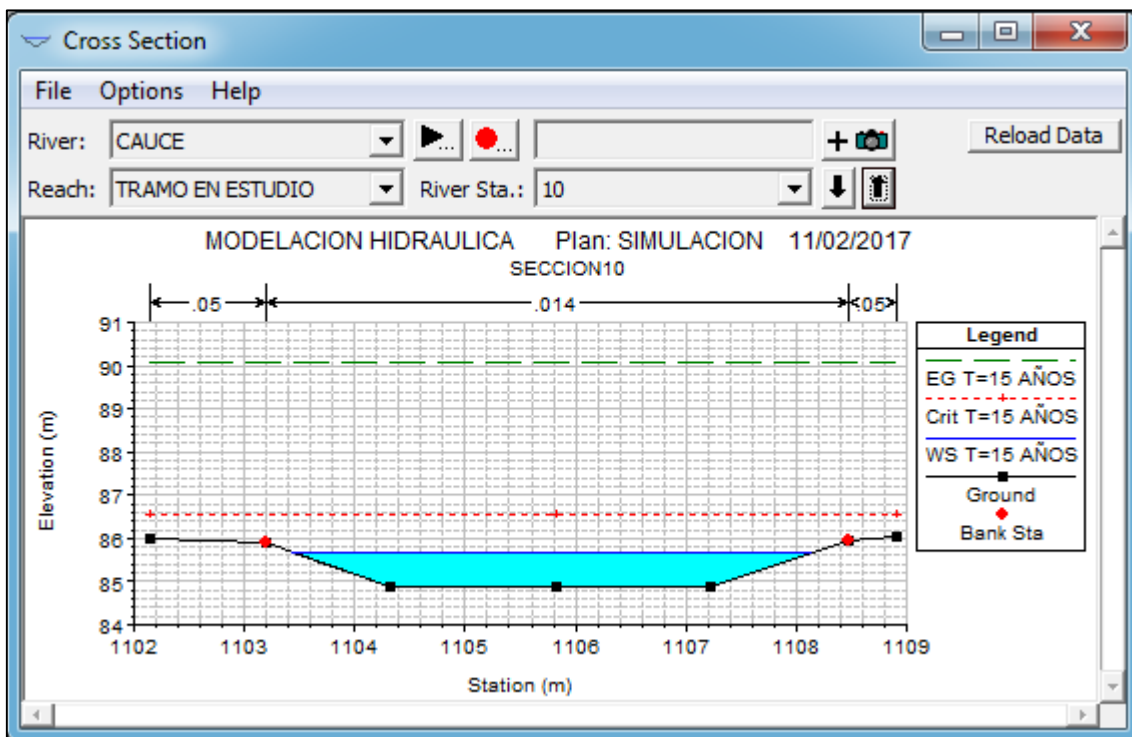 Cross Section
File Options Help
River: CAUCE
Reload Data
Reach: TRAMO EN ESTUDIO River Sta.: 10
MODELACION HIDRAULICA Plan: SIMULACION 11/02/2017
SECCION10
.05 .014 .05
91
90
89
88
87
86
85
84
Elevation (m)
1102 1103 1104 1105 1106 1107 1108 1109
Station (m)
Legend
EG T=15 AÑOS
Crit T=15 AÑOS
WS T=15 AÑOS
Ground
Bank Sta